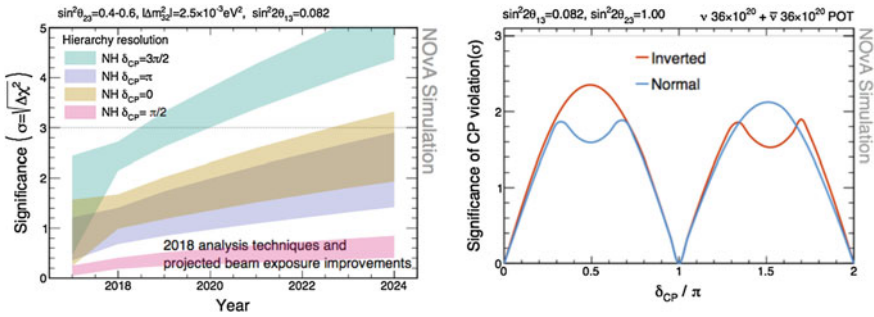 sin²θ₂₃=0.4-0.6, |Δm²₃₂|=2.5×10⁻³eV², sin²2θ₁₃=0.082
Hierarchy resolution
NH δCP=3π/2
NH δCP=π
NH δCP=0
NH δCP= π/2
2018 analysis techniques and
projected beam exposure improvements
Significance ( σ=√Δχ² )
5
4
3
2
1
0
2018
2020
2022
2024
Year
NOvA Simulation
sin²2θ₁₃=0.082, sin²2θ₂₃=1.00
ν 36×10²⁰ + ν̄ 36×10²⁰ POT
Inverted
Normal
Significance of CP violation(σ)
3
2
1
0
0
0.5
1
1.5
2
δCP / π
NOvA Simulation